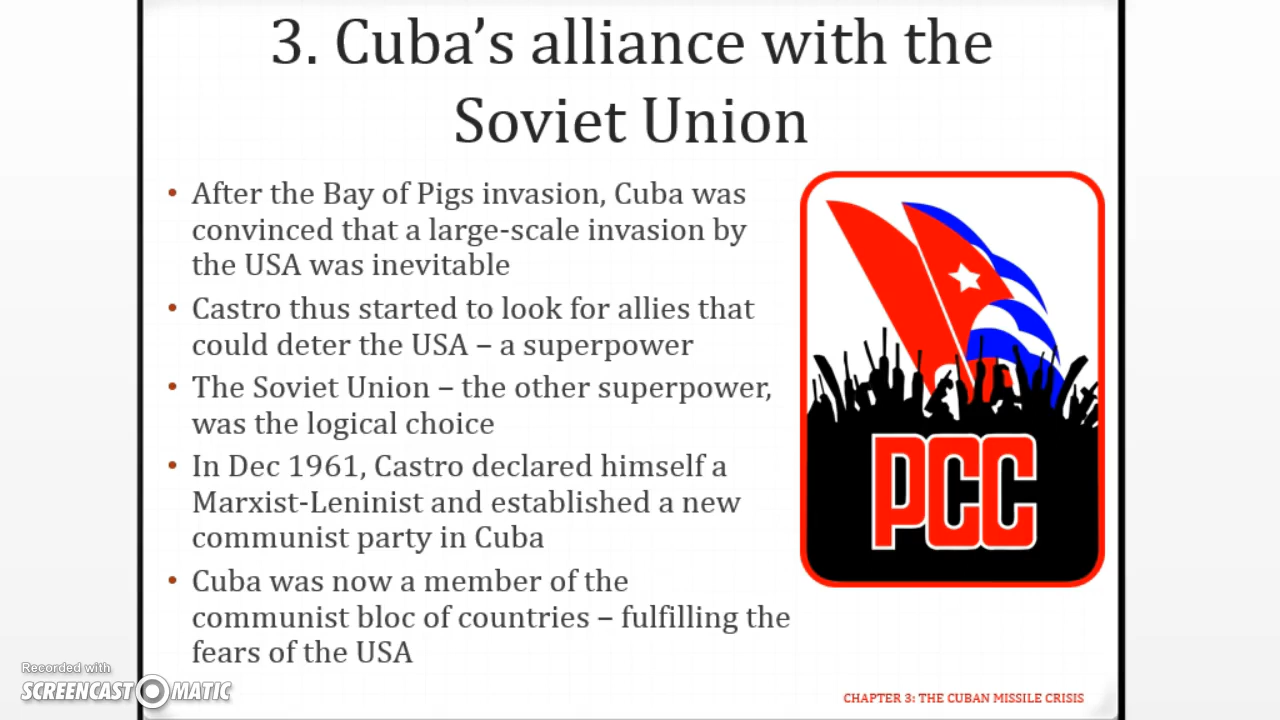 3. Cuba’s alliance with the
Soviet Union
• After the Bay of Pigs invasion, Cuba was
convinced that a large-scale invasion by
the USA was inevitable
• Castro thus started to look for allies that
could deter the USA – a superpower
• The Soviet Union – the other superpower,
was the logical choice
• In Dec 1961, Castro declared himself a
Marxist-Leninist and established a new
communist party in Cuba
• Cuba was now a member of the
communist bloc of countries – fulfilling the
fears of the USA
PCC
CHAPTER 3: THE CUBAN MISSILE CRISIS
Recorded with
SCREENCAST MATIC